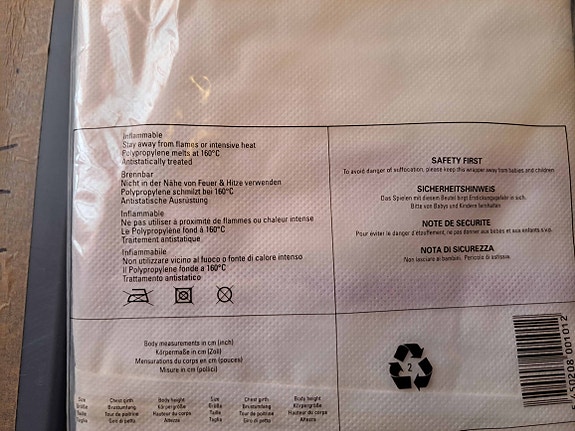 Inflammable
Stay away from flames or intensive heat
Polypropylene melts at 160°C
Antistatically treated
Brennbar
Nicht in der Nähe von Feuer & Hitze verwenden
Polypropylene schmilzt bei 160°C
Antistatische Ausrüstung
Inflammable
Ne pas utiliser à proximité de flammes ou chaleur intense
Le Polypropylène fond à 160°C
Traitement antistatique
Infiammabile
Non utilizzare vicino al fuoco o fonte di calore intenso
Il Polypropylene fonde a 160°C
Trattamento antistatico
SAFETY FIRST
To avoid danger of suffocation, please keep this wrapper away from babies and children.
SICHERHEITSHINWEIS
Das Spielen mit diesem Beutel birgt Erstickungsgefahr in sich.
Bitte von Babys und Kindern fernhalten.
NOTE DE SECURITE
Pour éviter le danger d'étouffement, ne pas donner aux bébés et aux enfants s.v.p.
NOTA DI SICUREZZA
Non lasciare ai bambini. Pericolo di asfissia.
Body measurements in cm (inch)
Körpermaße in cm (Zoll)
Mensurations du corps en cm (pouces)
Misure in cm (pollici)
Size Chest girth Body height Size Chest girth Body height
Größe Brustumfang Körpergröße Größe Brustumfang Körpergröße
Taille Tour de poitrine Hauteur du corps Taille Tour de poitrine Hauteur du corps
Taglia Giro di petto Altezza Taglia Giro di petto Altezza
2
5 450208 001012